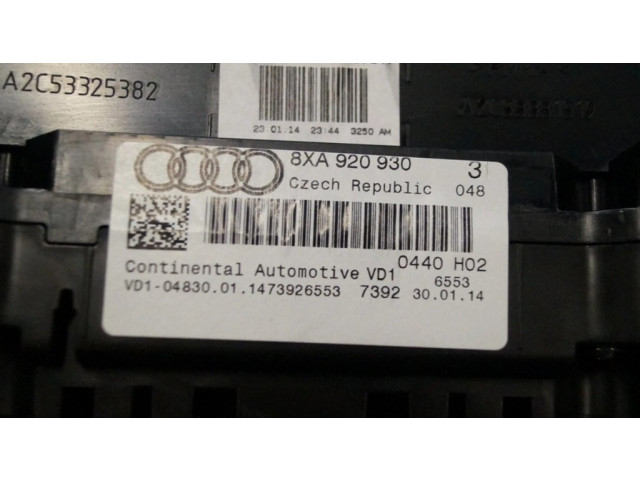 A2C53325382
23.01.14 23:44 3250 AM
8XA 920 930 3
Czech Republic 048
0440 H02
Continental Automotive VD1 6553
VD1-04830.01.1473926553 7392 30.01.14